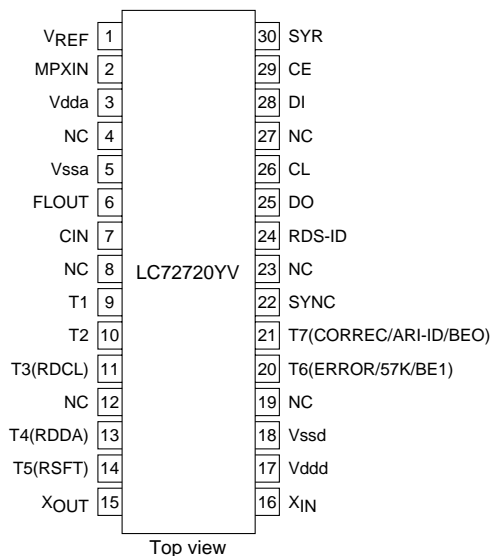 VREF 1 30 SYR
MPXIN 2 29 CE
Vdda 3 28 DI
NC 4 27 NC
Vssa 5 26 CL
FLOUT 6 25 DO
CIN 7 24 RDS-ID
NC 8 LC72720YV 23 NC
T1 9 22 SYNC
T2 10 21 T7(CORREC/ARI-ID/BEO)
T3(RDCL) 11 20 T6(ERROR/57K/BE1)
NC 12 19 NC
T4(RDDA) 13 18 Vssd
T5(RSFT) 14 17 Vddd
XOUT 15 16 XIN
Top view